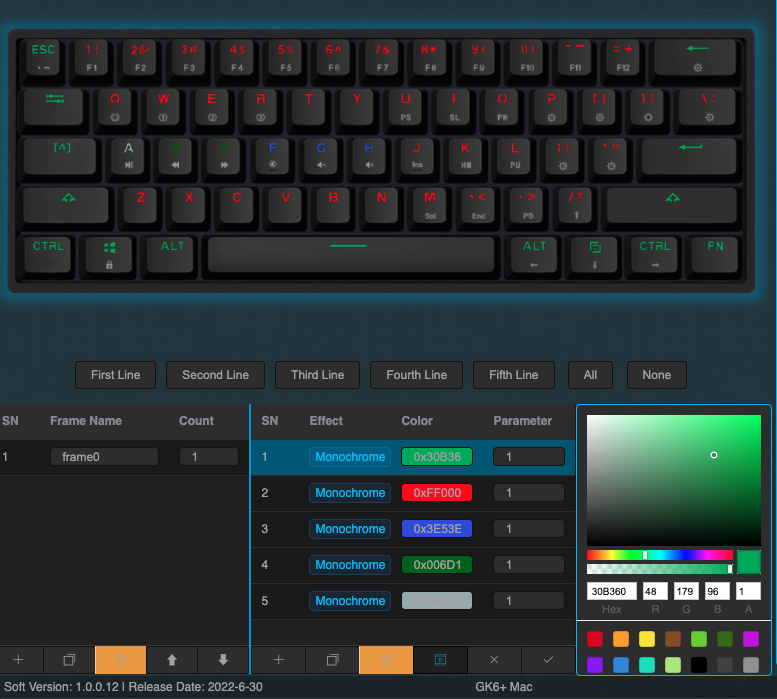 ESC 1! 2@ 3# 4$ 5% 6^ 7& 8* 9( 0) - = +
F1 F2 F3 F4 F5 F6 F7 F8 F9 F10 F11 F12
Q W E R T Y U I O P [ { ] } \ :
PS SL PH
[^] A S D F G H J K L ; : ' "
Ins HM PU
Z X C V B N M , < . > / ?
Del End PD
CTRL ALT ALT CTRL FN
First Line Second Line Third Line Fourth Line Fifth Line All None
SN Frame Name Count SN Effect Color Parameter
1 frame0 1 1 Monochrome 0x30B36 1
2 Monochrome 0xFF000 1
3 Monochrome 0x3E53E 1
4 Monochrome 0x006D1 1
5 Monochrome 1
30B360 48 179 96 1
Hex R G B A
Soft Version: 1.0.0.12 | Release Date: 2022-6-30 GK6+ Mac